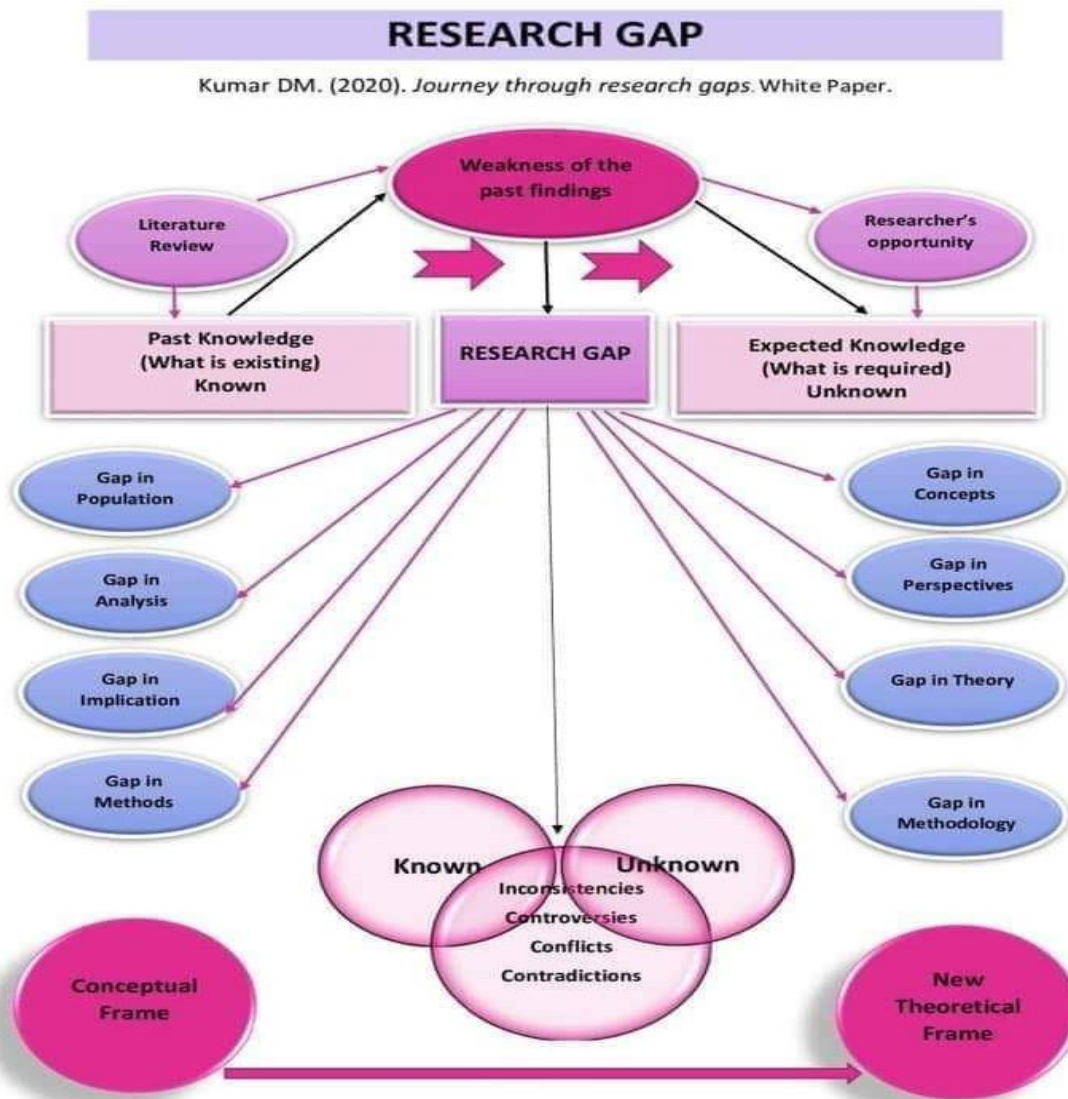 RESEARCH GAP
Kumar DM. (2020). Journey through research gaps. White Paper.
Weakness of the
past findings
Literature
Review
Researcher's
opportunity
Past Knowledge
(What is existing)
Known
RESEARCH GAP
Expected Knowledge
(What is required)
Unknown
Gap in
Population
Gap in
Concepts
Gap in
Analysis
Gap in
Perspectives
Gap in
Implication
Gap in Theory
Gap in
Methods
Gap in
Methodology
Known
Unknown
Inconsistencies
Controversies
Conflicts
Contradictions
Conceptual
Frame
New
Theoretical
Frame